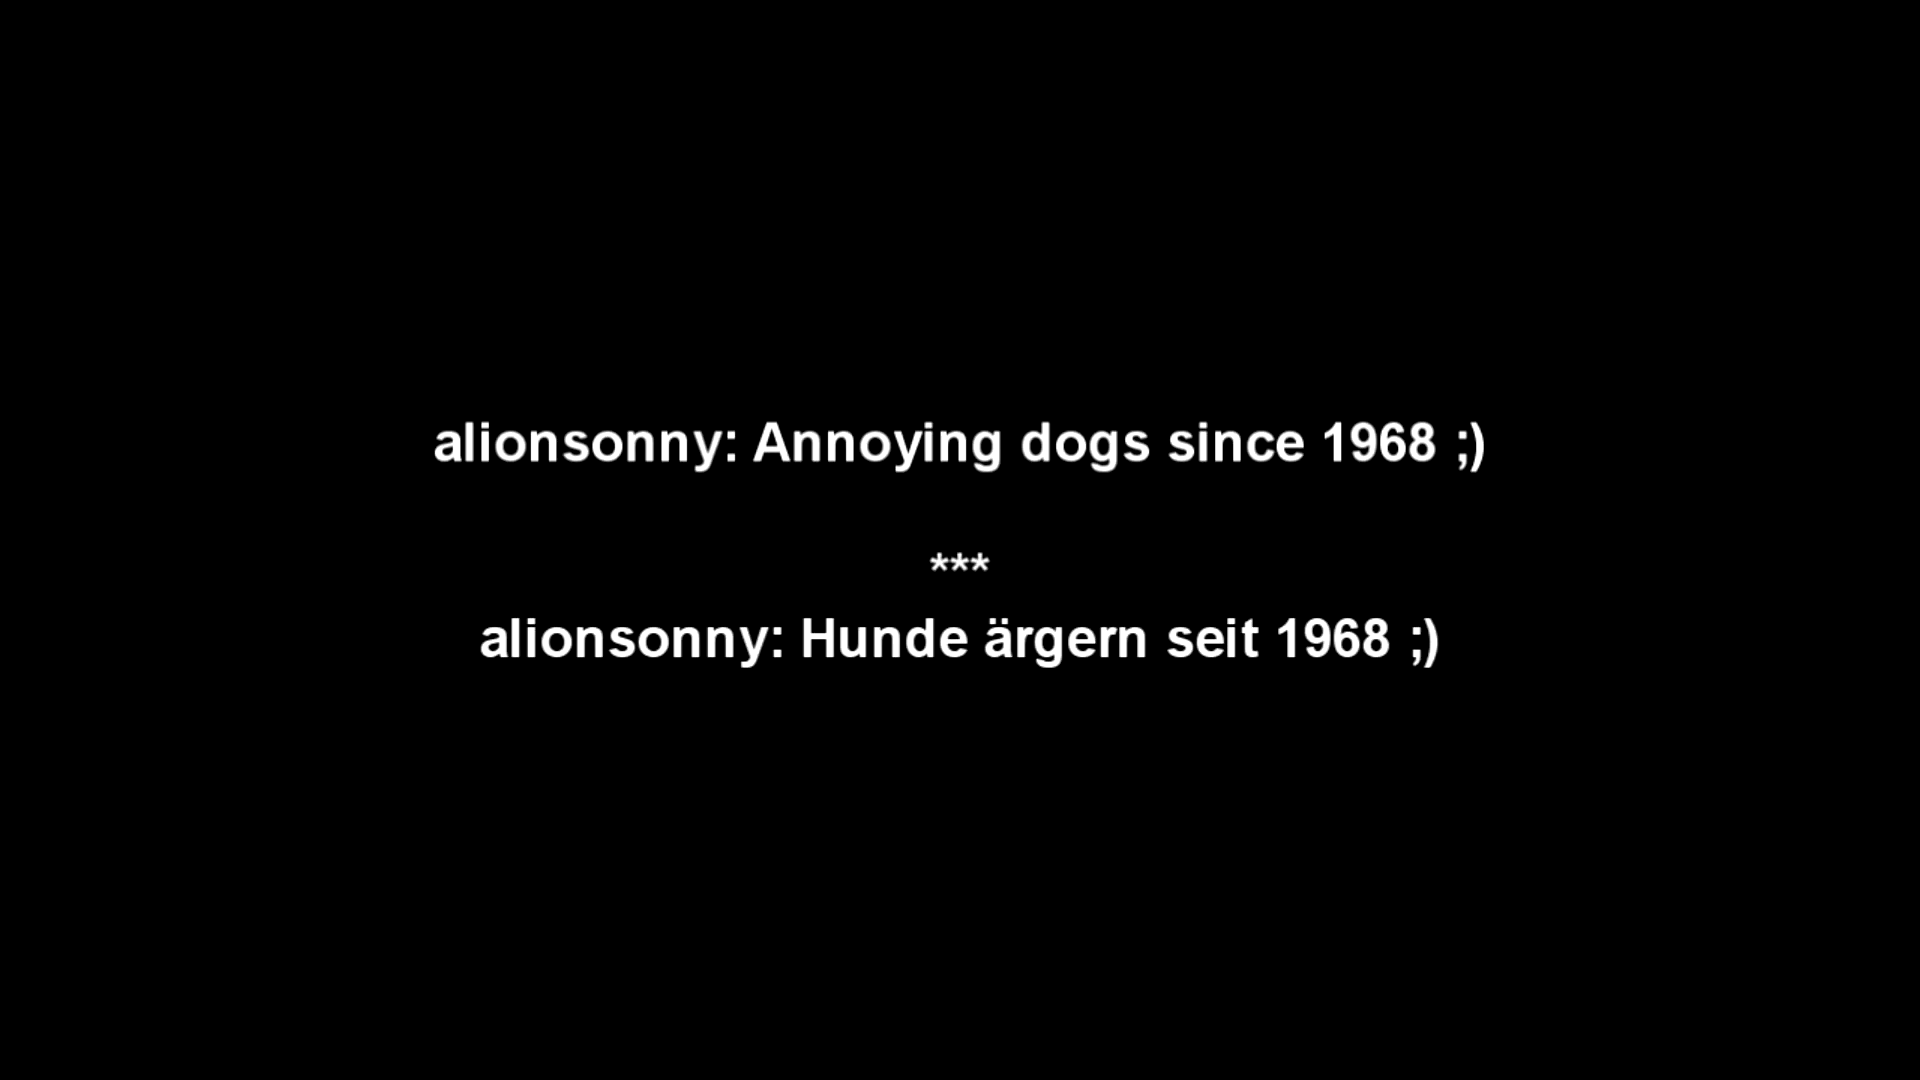 alionsonny: Annoying dogs since 1968 ;)
***
alionsonny: Hunde ärgern seit 1968 ;)